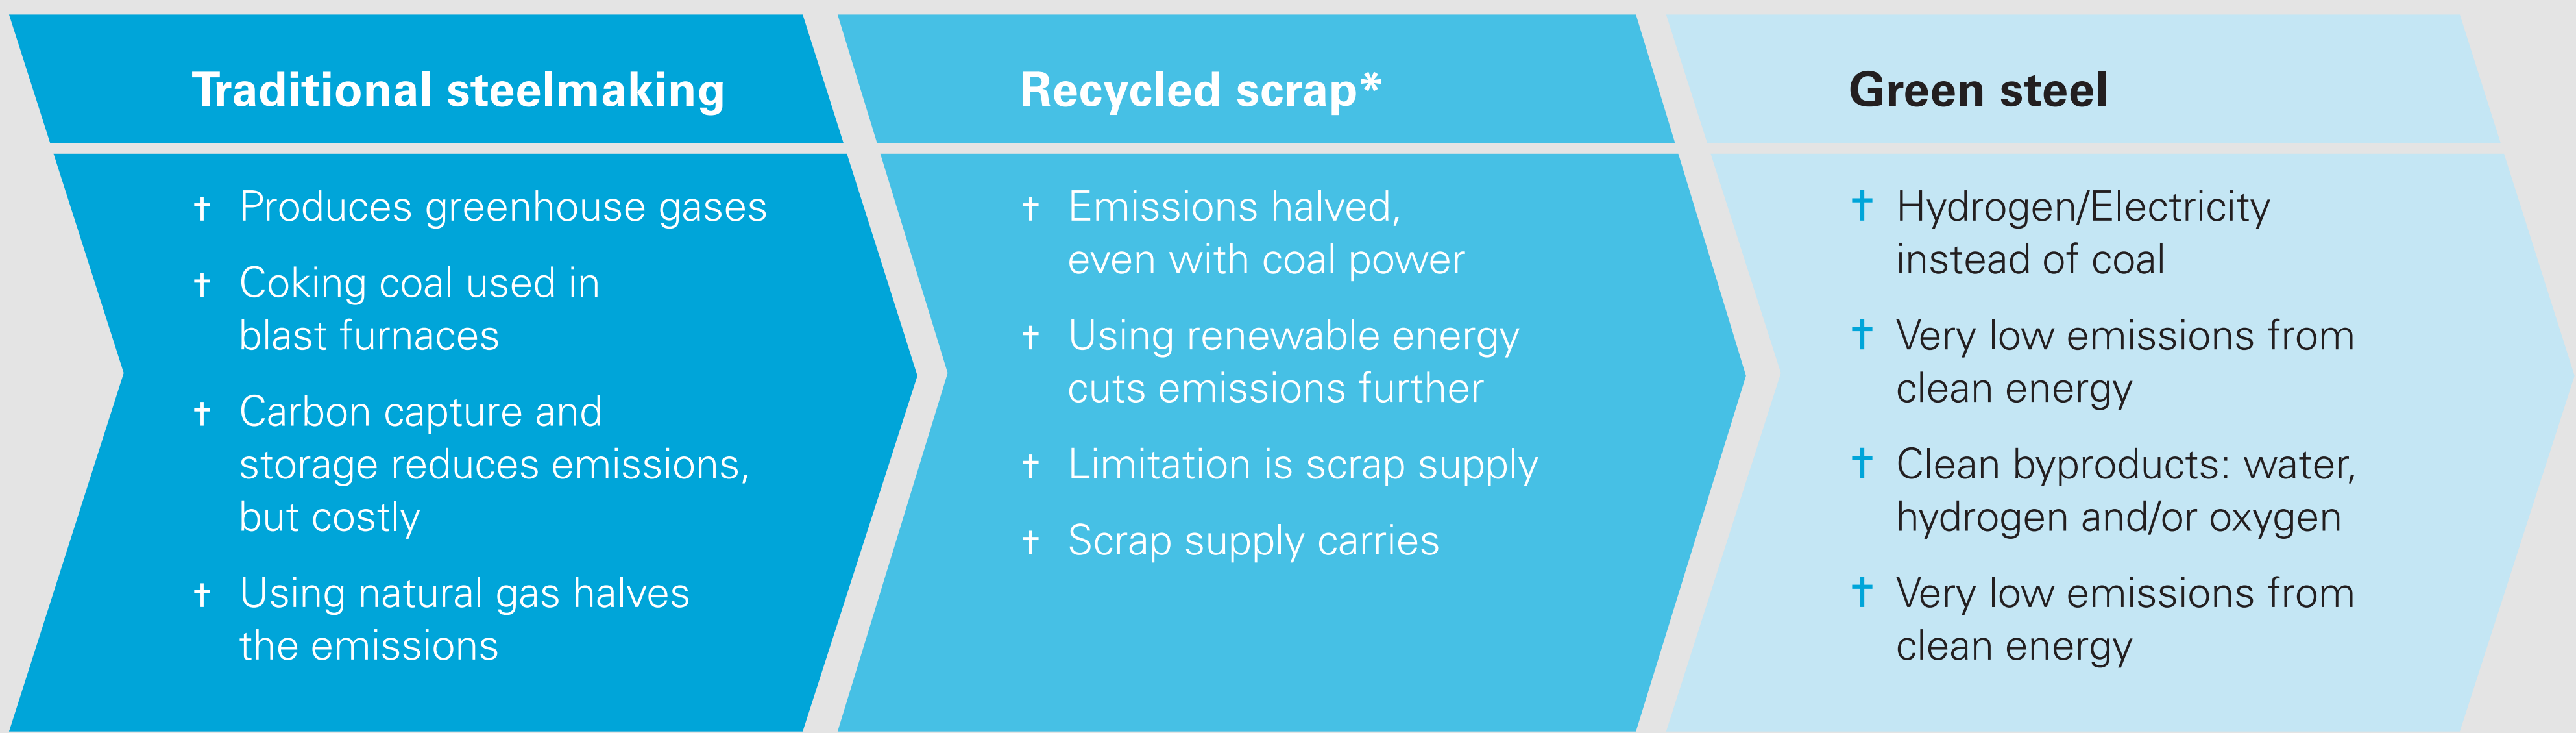 Traditional steelmaking
† Produces greenhouse gases
† Coking coal used in
blast furnaces
† Carbon capture and
storage reduces emissions,
but costly
† Using natural gas halves
the emissions
Recycled scrap*
† Emissions halved,
even with coal power
† Using renewable energy
cuts emissions further
† Limitation is scrap supply
† Scrap supply carries
Green steel
† Hydrogen/Electricity
instead of coal
† Very low emissions from
clean energy
† Clean byproducts: water,
hydrogen and/or oxygen
† Very low emissions from
clean energy